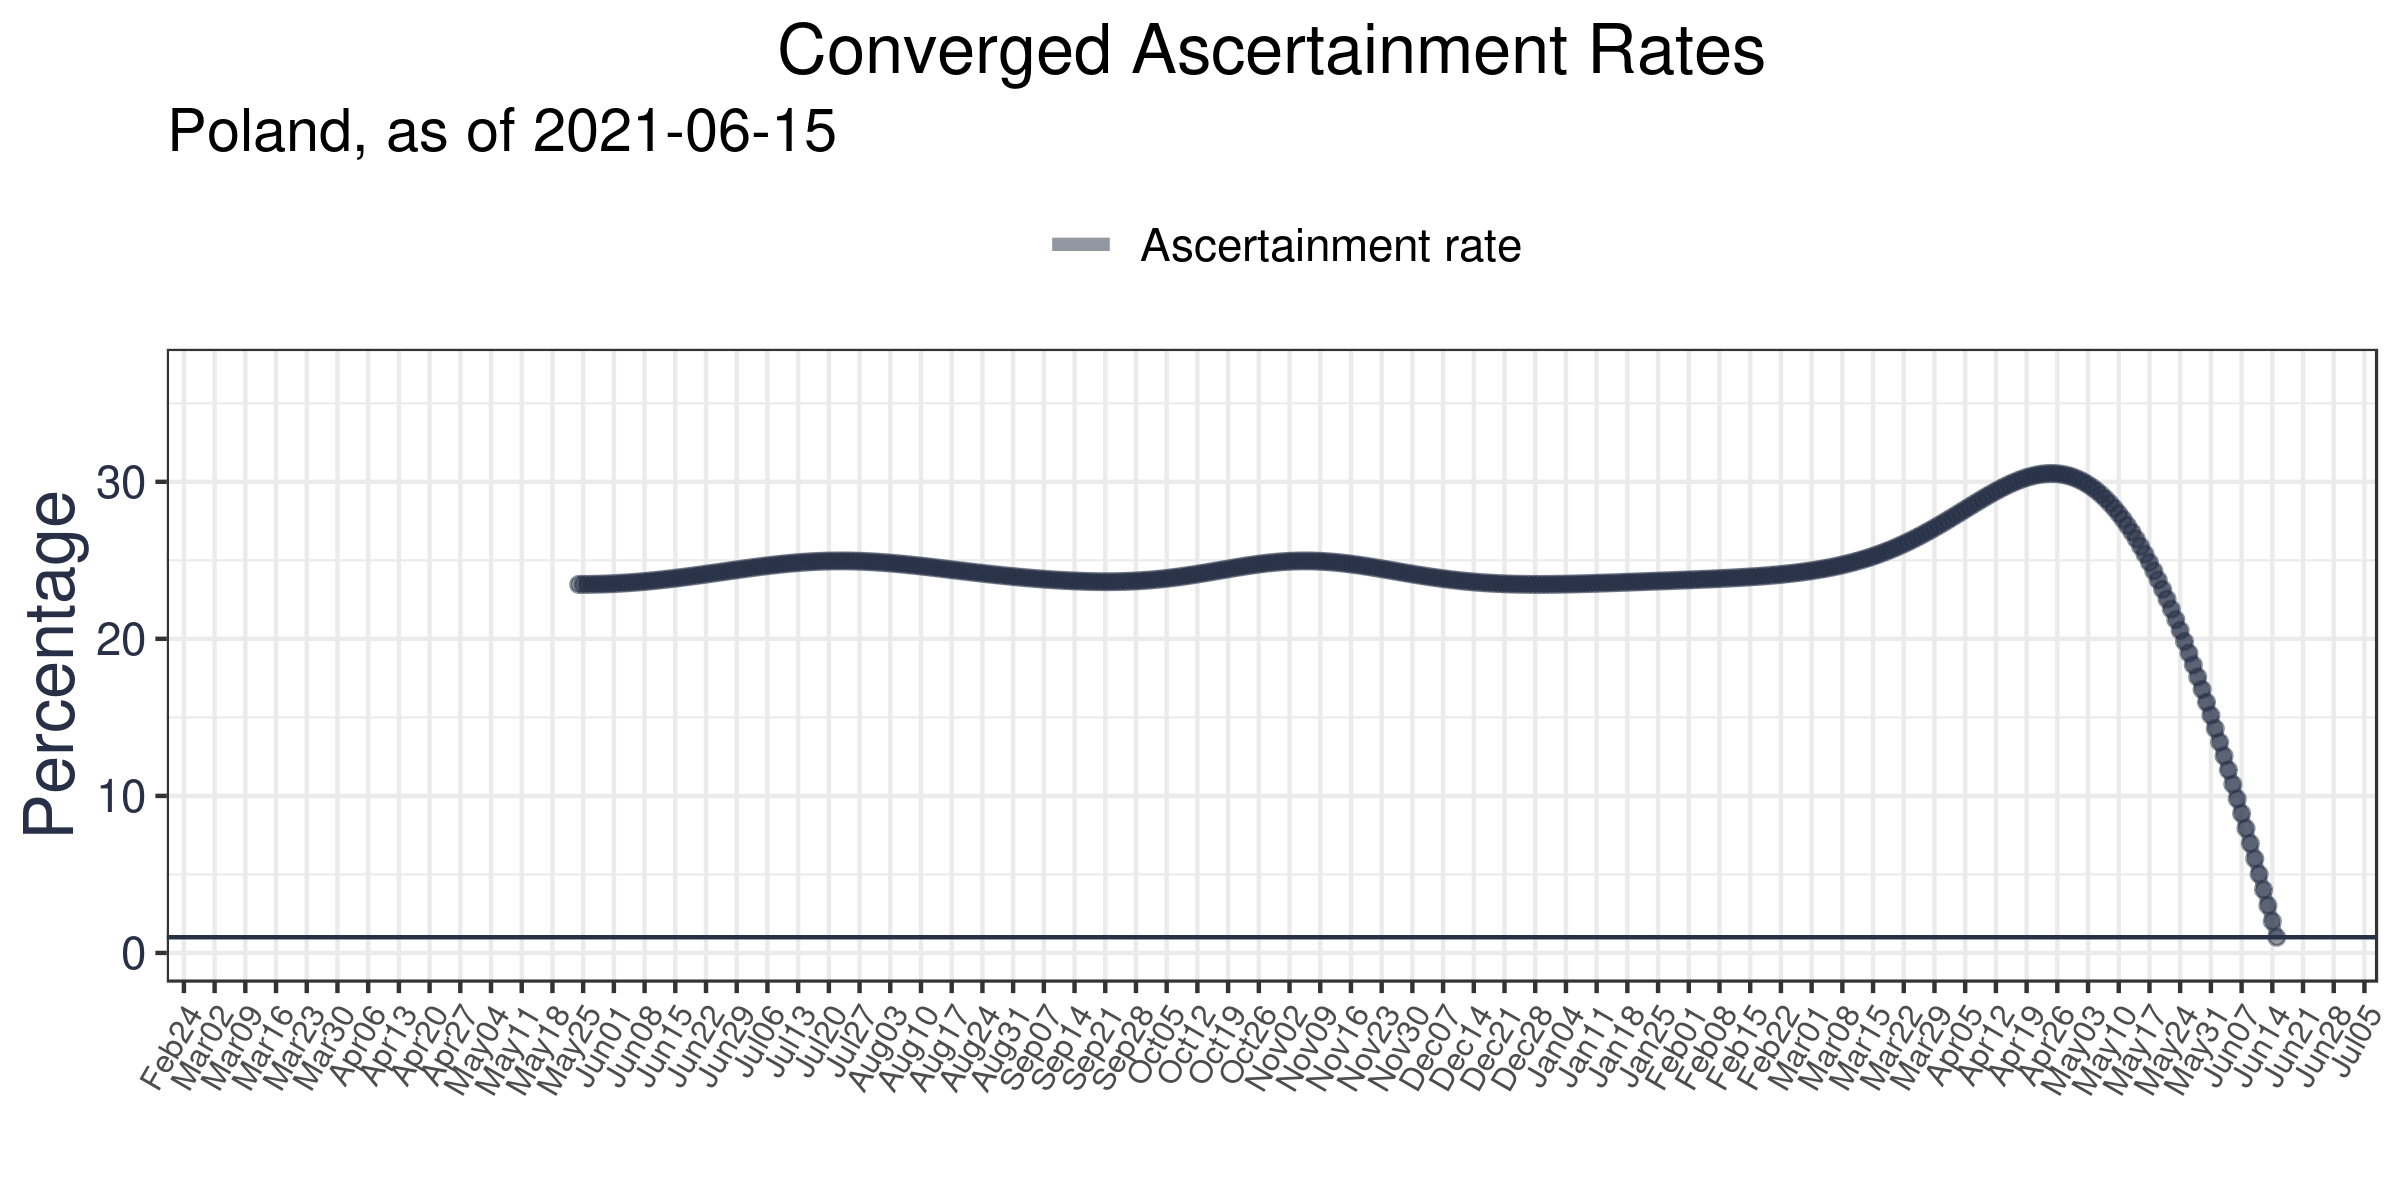 Converged Ascertainment Rates
Poland, as of 2021-06-15
Ascertainment rate
Percentage
30
20
10
0
Feb24 Mar02 Mar09 Mar16 Mar23 Mar30 Apr06 Apr13 Apr20 Apr27 May04 May11 May18 May25 Jun01 Jun08 Jun15 Jun22 Jun29 Jul06 Jul13 Jul20 Jul27 Aug03 Aug10 Aug17 Aug24 Aug31 Sep07 Sep14 Sep21 Sep28 Oct05 Oct12 Oct19 Oct26 Nov02 Nov09 Nov16 Nov23 Nov30 Dec07 Dec14 Dec21 Dec28 Jan04 Jan11 Jan18 Jan25 Feb01 Feb08 Feb15 Feb22 Mar01 Mar08 Mar15 Mar22 Mar29 Apr05 Apr12 Apr19 Apr26 May03 May10 May17 May24 May31 Jun07 Jun14 Jun21 Jun28 Jul05